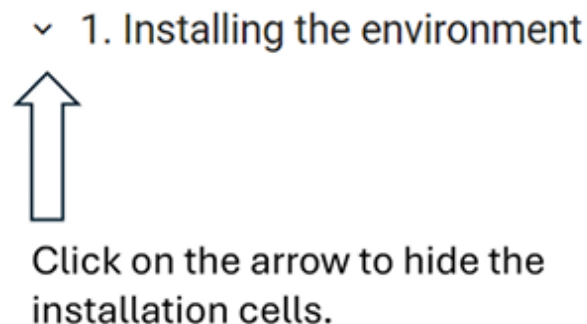 1. Installing the environment
Click on the arrow to hide the
installation cells.